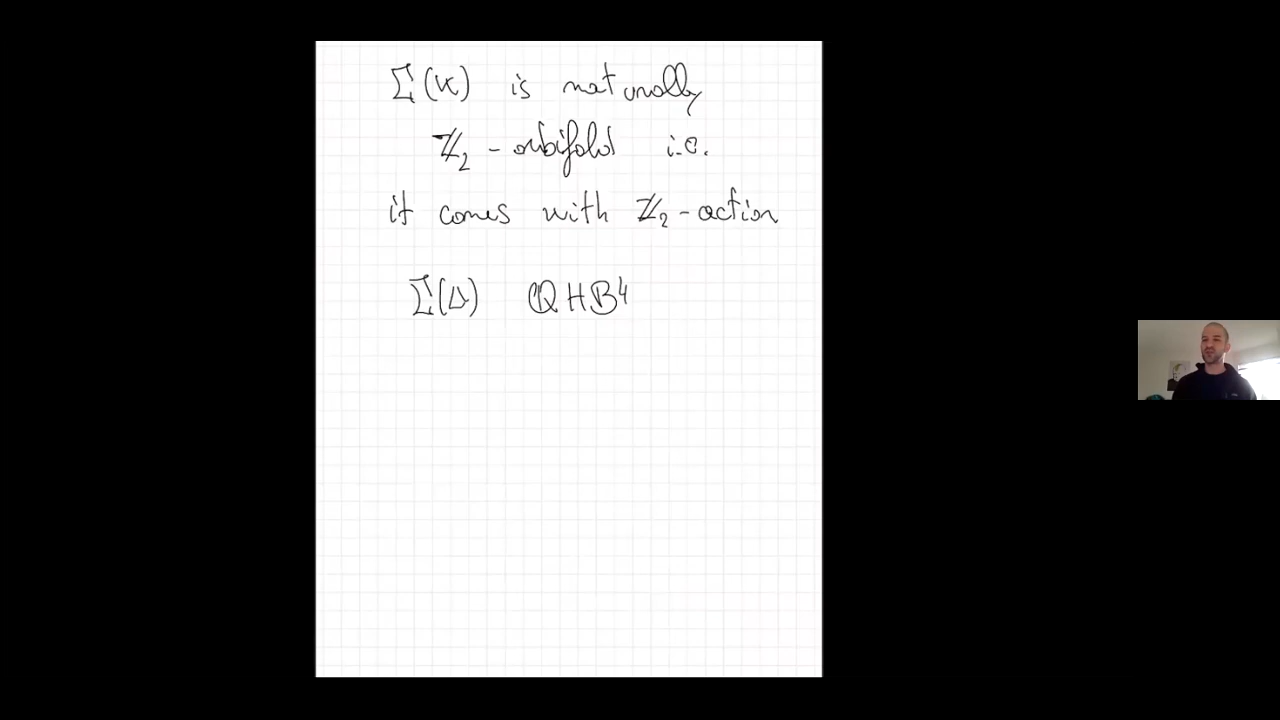 Σ(K) is naturally
ℤ₂-orbifold i.e.
it comes with ℤ₂-action
Σ(Δ) ℚHB⁴